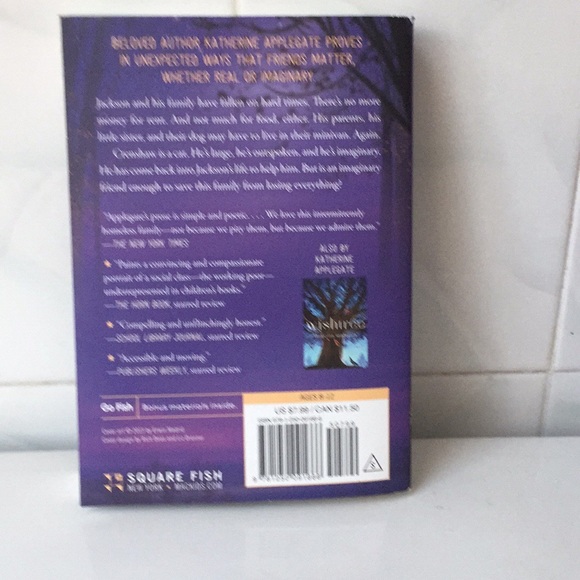 BELOVED AUTHOR KATHERINE APPLEGATE PROVES
IN UNEXPECTED WAYS THAT FRIENDS MATTER,
WHETHER REAL OR IMAGINARY.
Jackson and his family have fallen on hard times. There's no more
money for rent. And not much for food, either. His parents, his
little sister, and their dog may have to live in their minivan. Again.
Crenshaw is a cat. He's large, he's outspoken, and he's imaginary.
He has come back into Jackson's life to help him. But is an imaginary
friend enough to save this family from losing everything?
"Applegate's prose is simple and poetic. . . . We love this intermittently
homeless family—not because we pity them, but because we admire them."
—THE NEW YORK TIMES
"Paints a convincing and compassionate
portrait of a social class—the working poor—
underrepresented in children's books."
—THE HORN BOOK, starred review
"Compelling and unflinchingly honest."
—SCHOOL LIBRARY JOURNAL, starred review
"Accessible and moving."
—PUBLISHERS WEEKLY, starred review
ALSO BY
KATHERINE
APPLEGATE
wishtree
Go Fish
Bonus materials inside.
AGES 8-12
US $7.99 / CAN $11.50
SQUARE FISH
NEW YORK • MACKIDS.COM
S